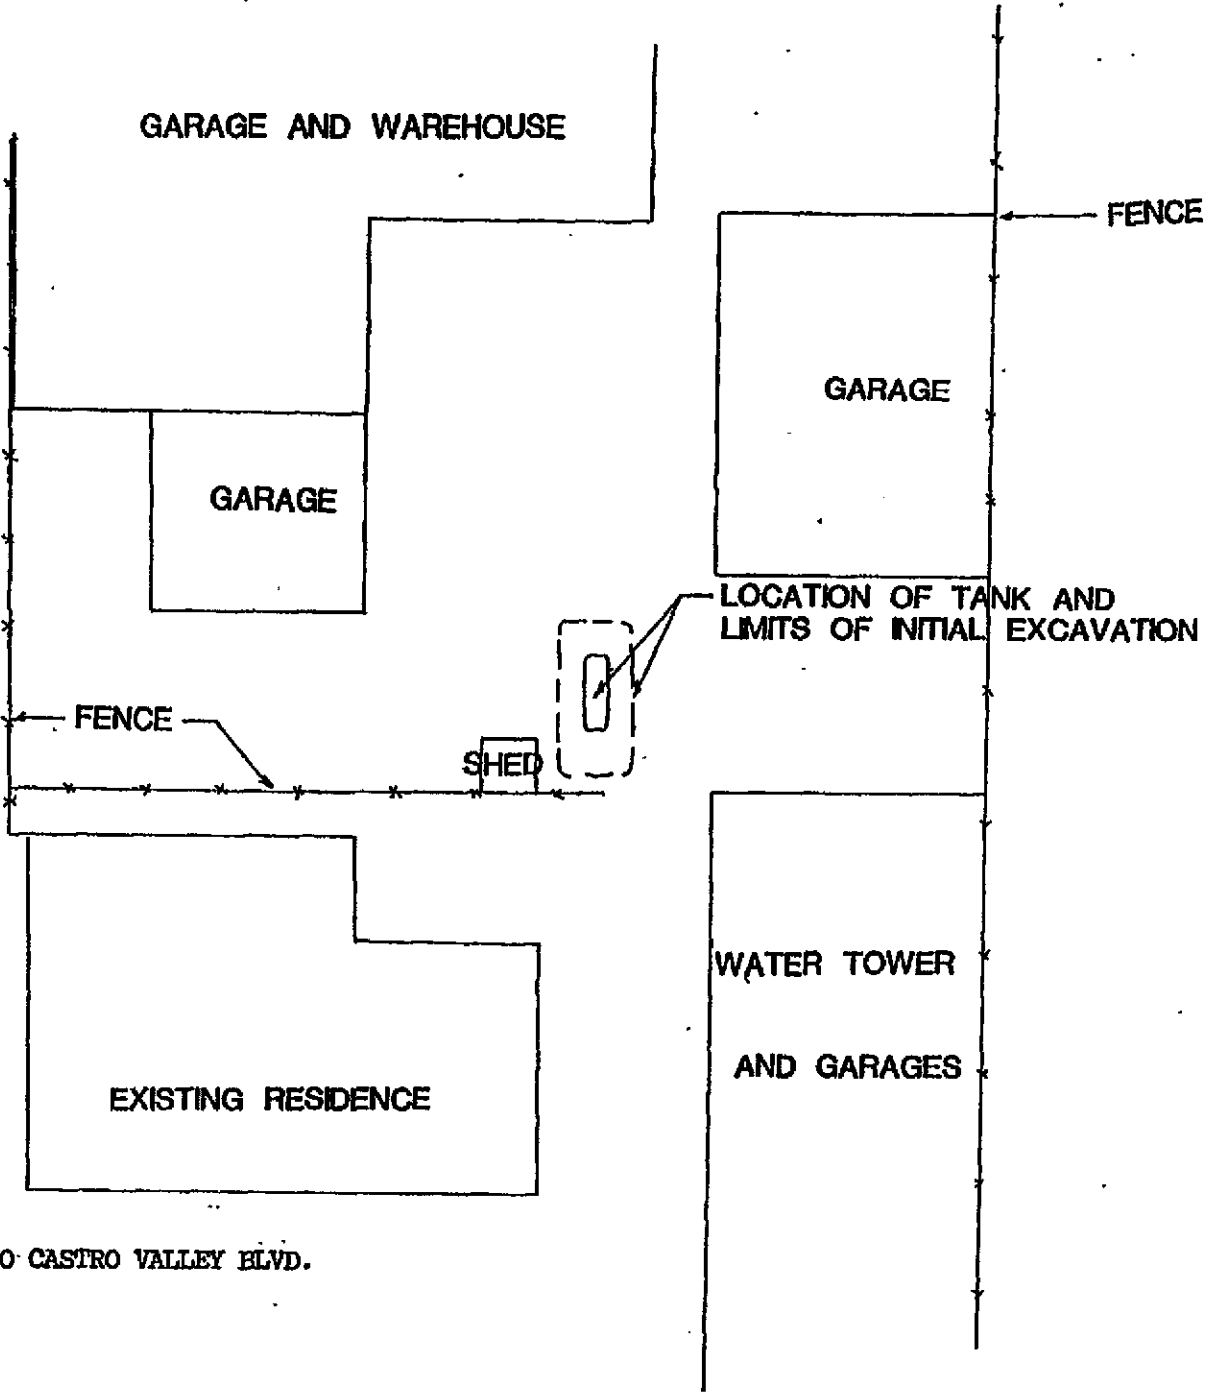 GARAGE AND WAREHOUSE
FENCE
GARAGE
GARAGE
LOCATION OF TANK AND
LIMITS OF INITIAL EXCAVATION
FENCE
SHED
WATER TOWER
AND GARAGES
EXISTING RESIDENCE
O CASTRO VALLEY BLVD.